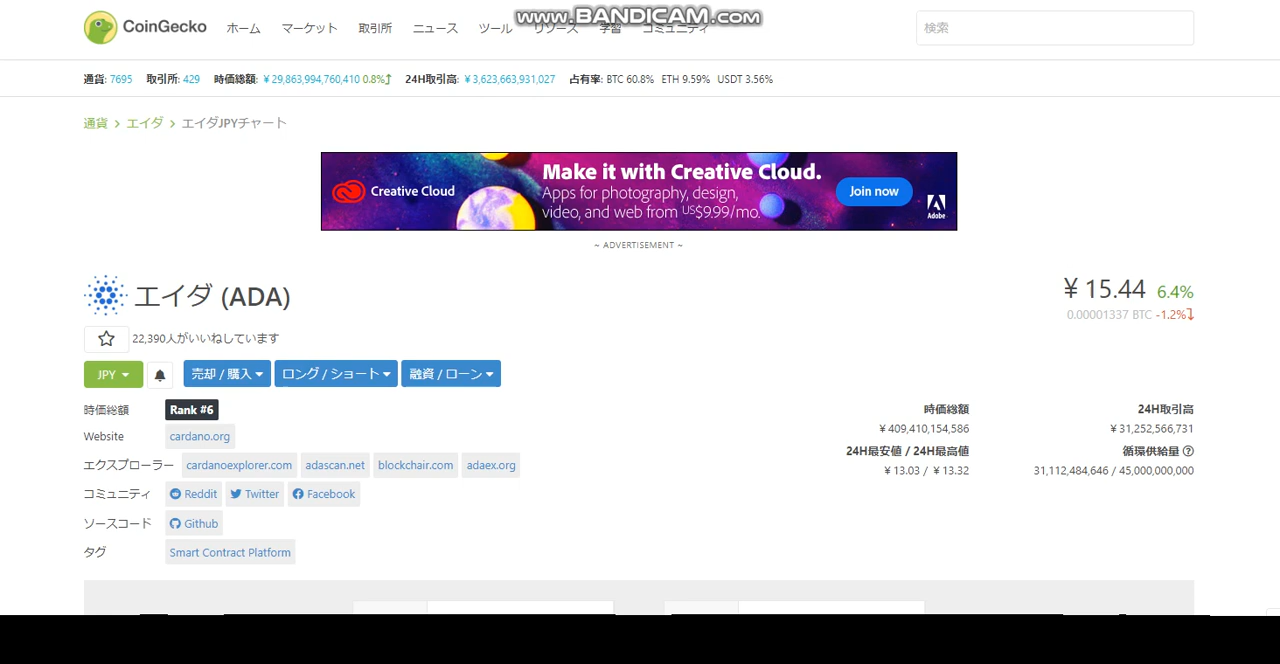 www.BANDICAM.com
CoinGecko ホーム マーケット 取引所 ニュース ツール リソース 学習 コミュニティ 検索
通貨: 7695 取引所: 429 時価総額: ¥29,863,994,760,410 0.8% 24H取引高: ¥3,623,663,931,027 占有率: BTC 60.8% ETH 9.59% USDT 3.56%
通貨 > エイダ > エイダJPYチャート
Creative Cloud
Make it with Creative Cloud.
Apps for photography, design,
video, and web from US$9.99/mo.
Join now
Adobe
~ ADVERTISEMENT ~
エイダ (ADA)
¥15.44 6.4%
0.00001337 BTC -1.2%
22,390人がいいねしています
JPY 売却 / 購入 ロング / ショート 融資 / ローン
時価総額 Rank #6
Website cardano.org
エクスプローラー cardanoexplorer.com adascan.net blockchair.com adaex.org
コミュニティ Reddit Twitter Facebook
ソースコード Github
タグ Smart Contract Platform
時価総額
¥409,410,154,586
24H最安値 / 24H最高値
¥13.03 / ¥13.32
24H取引高
¥31,252,566,731
循環供給量
31,112,484,646 / 45,000,000,000